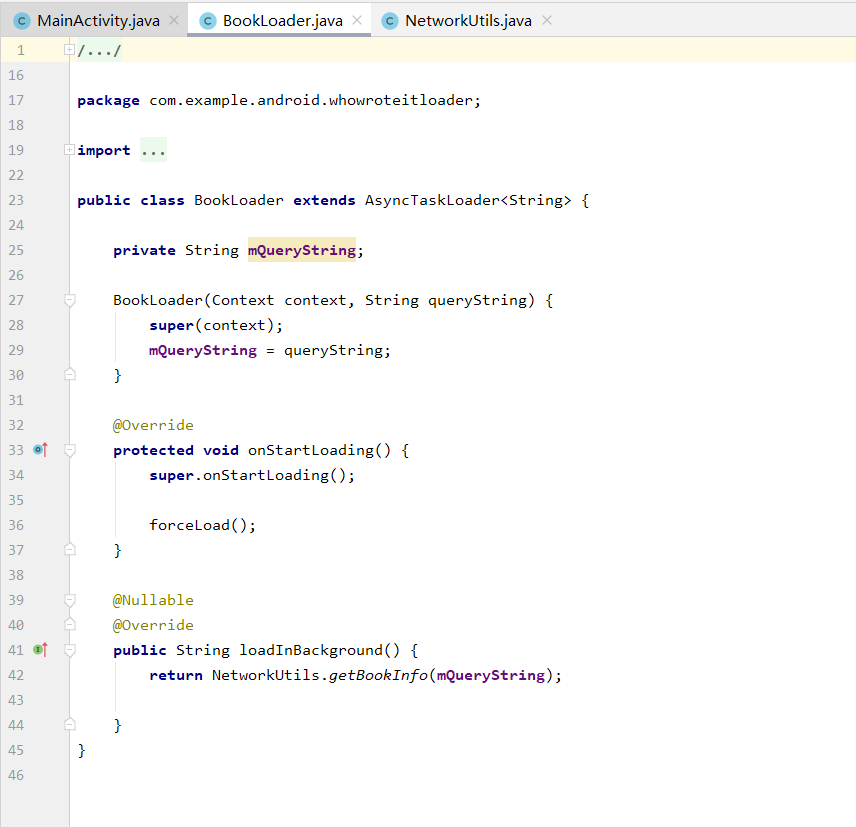 MainActivity.java BookLoader.java NetworkUtils.java
1 /.../
16
17 package com.example.android.whowroteitloader;
18
19 import ...
22
23 public class BookLoader extends AsyncTaskLoader<String> {
24
25     private String mQueryString;
26
27     BookLoader(Context context, String queryString) {
28         super(context);
29         mQueryString = queryString;
30     }
31
32     @Override
33     protected void onStartLoading() {
34         super.onStartLoading();
35
36         forceLoad();
37     }
38
39     @Nullable
40     @Override
41     public String loadInBackground() {
42         return NetworkUtils.getBookInfo(mQueryString);
43
44     }
45 }
46